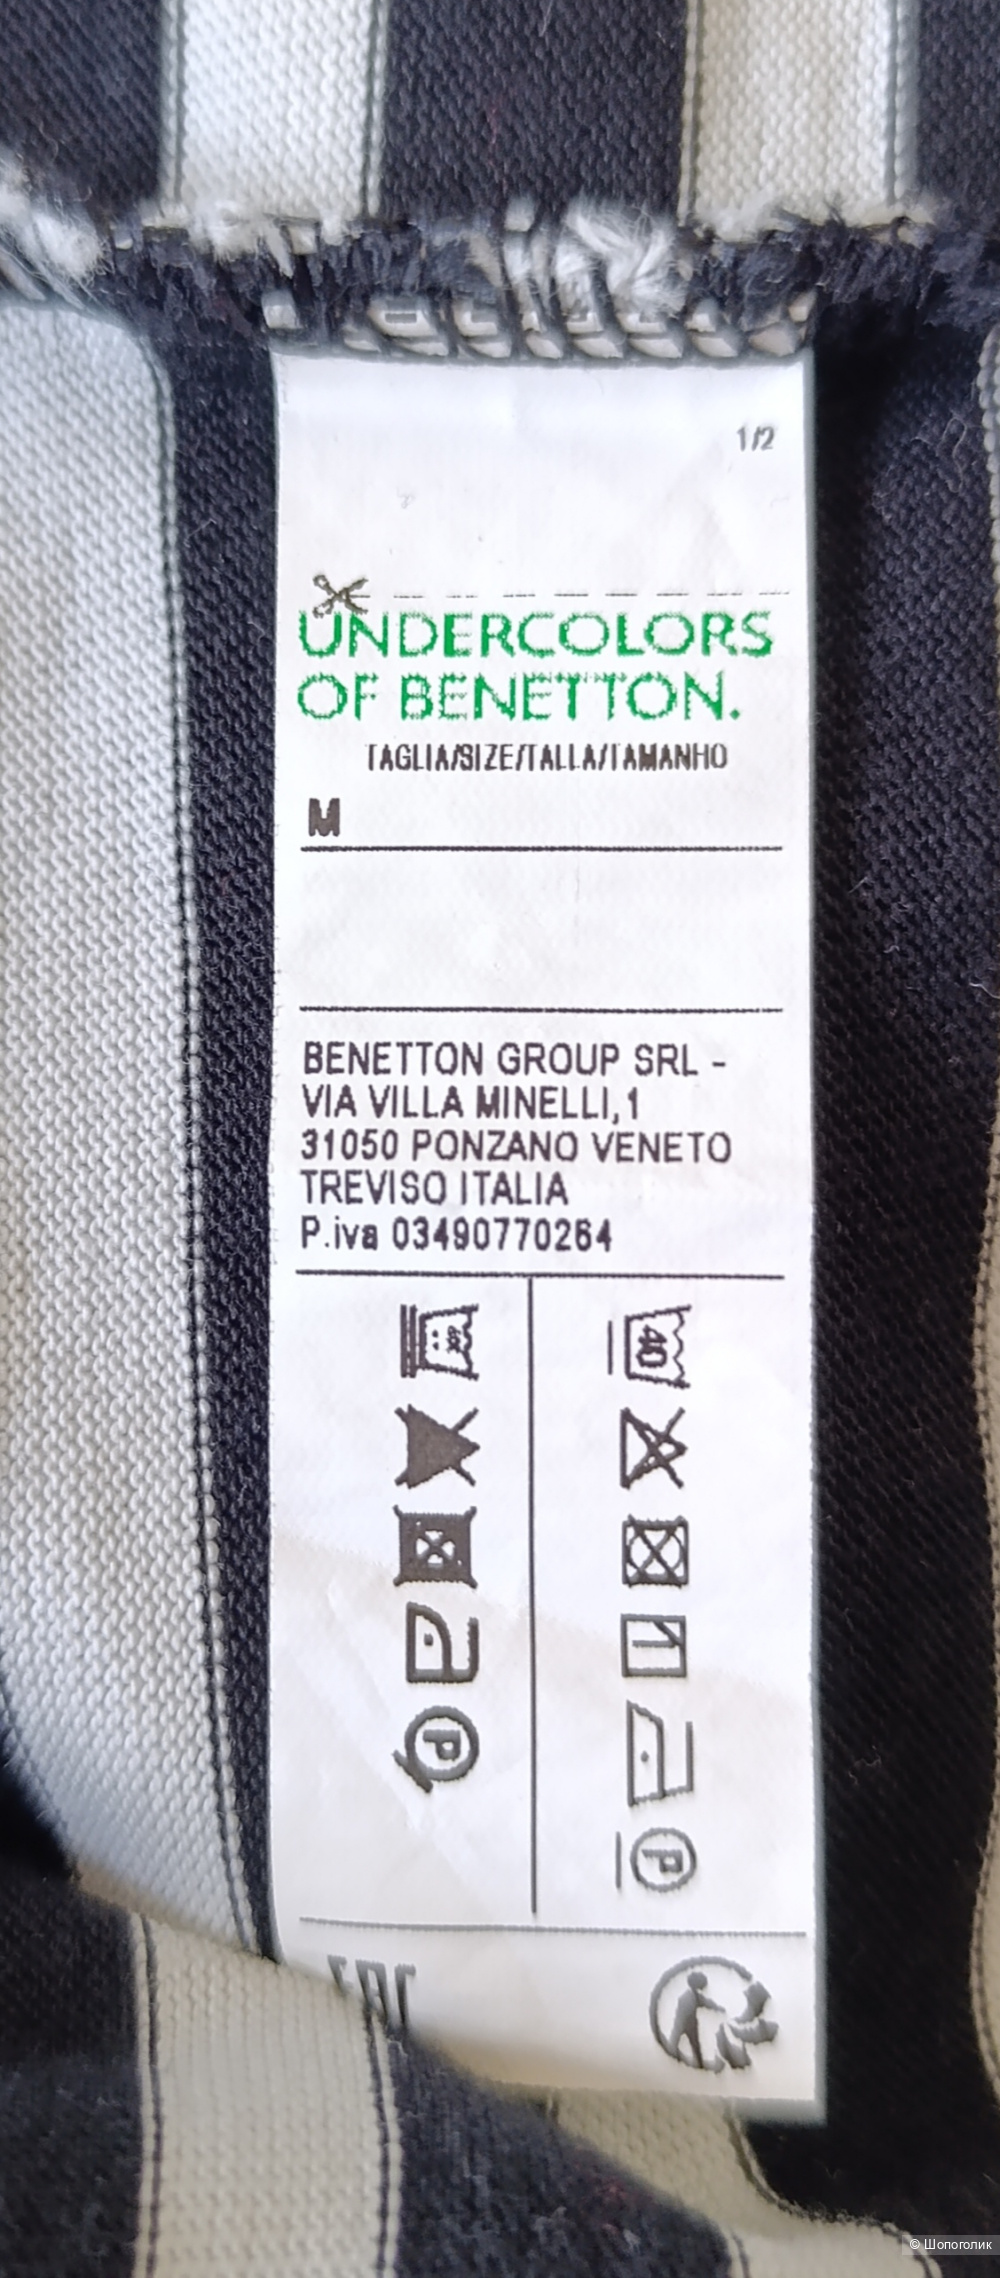 1/2
UNDERCOLORS
OF BENETTON.
TAGLIA/SIZE/TALLA/TAMANHO
M
BENETTON GROUP SRL -
VIA VILLA MINELLI,1
31050 PONZANO VENETO
TREVISO ITALIA
P.iva 03490770264
40
P
P
EAC
© Шопоголик